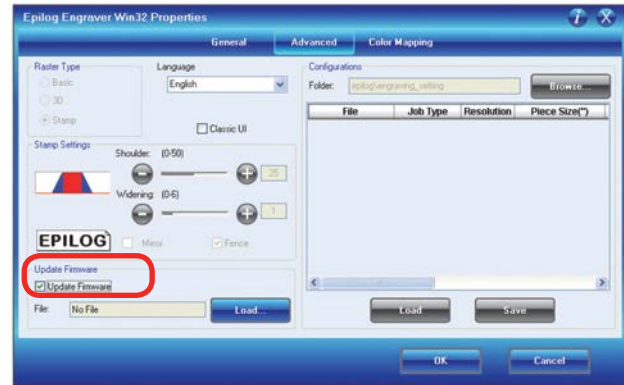 Epilog Engraver Win32 Properties
General Advanced Color Mapping
Raster Type
Basic
3D
Stamp
Language
English
Classic UI
Stamp Settings
Shoulder: (0-50)
25
Widening: (0-6)
1
EPILOG
Mirror
Fence
Update Firmware
Update Firmware
File: No File Load...
Configurations
Folder: epilog\engraving_setting Browse...
File Job Type Resolution Piece Size(")
Load Save
OK Cancel